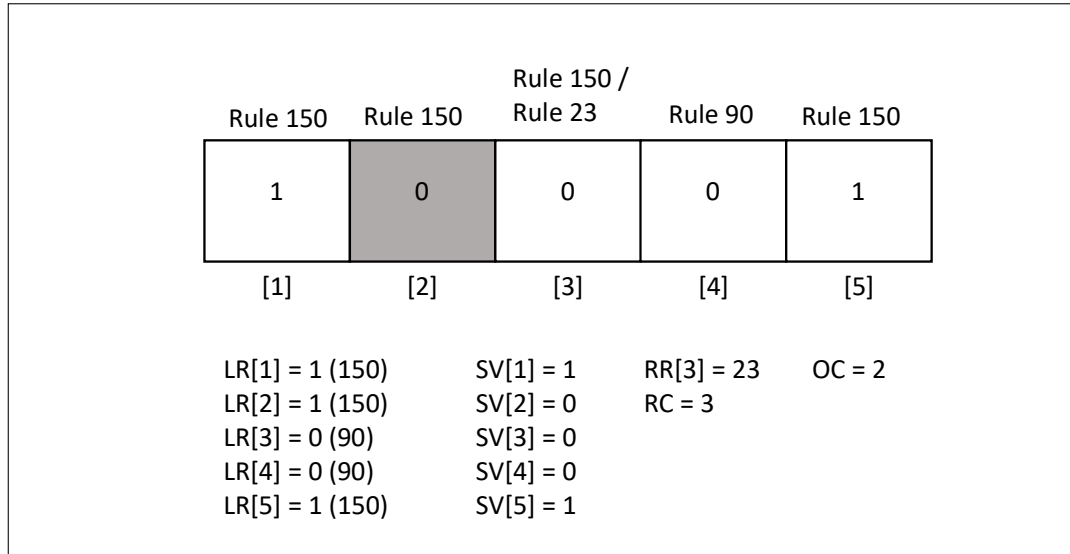 Rule 150
Rule 150
Rule 150 /
Rule 23
Rule 90
Rule 150
1
0
0
0
1
[1]
[2]
[3]
[4]
[5]
LR[1] = 1 (150)
LR[2] = 1 (150)
LR[3] = 0 (90)
LR[4] = 0 (90)
LR[5] = 1 (150)
SV[1] = 1
SV[2] = 0
SV[3] = 0
SV[4] = 0
SV[5] = 1
RR[3] = 23
RC = 3
OC = 2